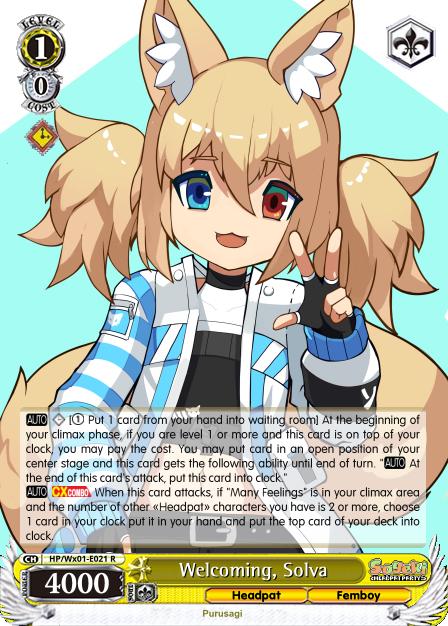 LEVEL
1
0
COST
AUTO [① Put 1 card from your hand into waiting room] At the beginning of
your climax phase, if you are level 1 or more and this card is on top of your
clock, you may pay the cost. You may put card in an open position of your
center stage and this card gets the following ability until end of turn. "AUTO At
the end of this card's attack, put this card into clock."
AUTO CXCOMBO When this card attacks, if "Many Feelings" is in your climax area
and the number of other «Headpat» characters you have is 2 or more, choose
1 card in your clock put it in your hand and put the top card of your deck into
clock.
CH HP/Wx01-E021 R
POWER 4000 SOUL Welcoming, Solva
Headpat Femboy
Purusagi